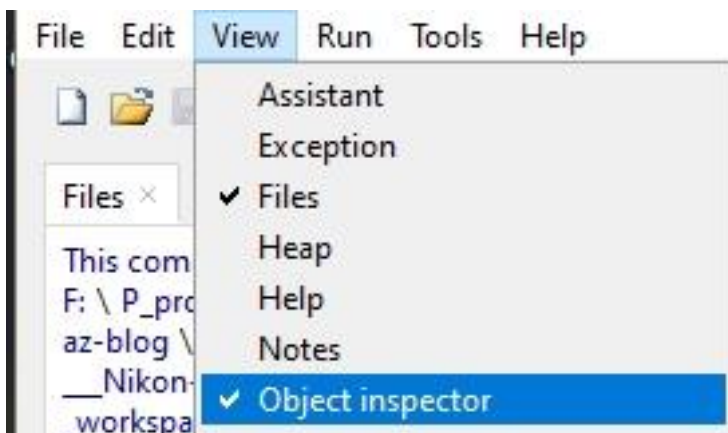 File Edit View Run Tools Help
Assistant
Exception
Files
✔ Files
Heap
This com
F: \ P_pro
Help
az-blog \
Notes
__Nikon-
✔ Object inspector
_workspa